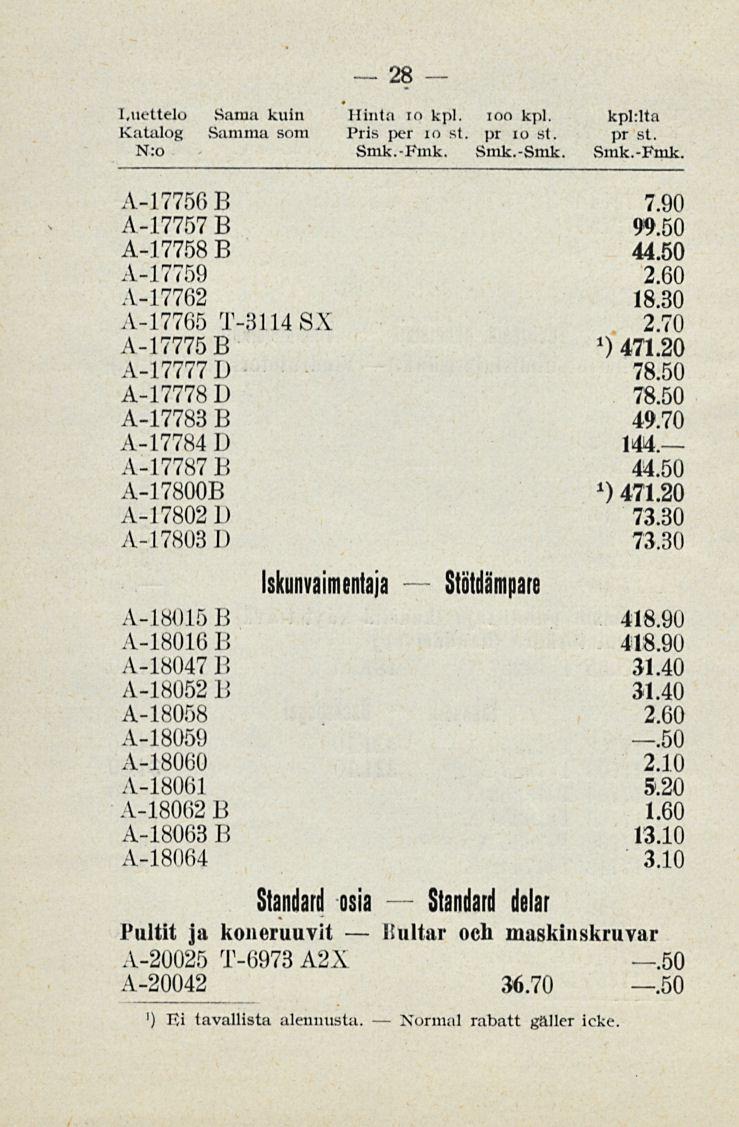 — 28 —
Luettelo Sama kuin Hinta 10 kpl. 100 kpl. kpl:lta
Katalog Samma som Pris per 10 st. pr 10 st. pr st.
N:o Smk.-Fmk. Smk.-Smk. Smk.-Fmk.
A-17756 B 7.90
A-17757 B 99.50
A-17758 B 44.50
A-17759 2.60
A-17762 18.30
A-17765 T-3114 SX 2.70
A-17775 B ¹) 471.20
A-17777 D 78.50
A-17778 D 78.50
A-17783 B 49.70
A-17784 D 144.—
A-17787 B 44.50
A-17800B ¹) 471.20
A-17802 D 73.30
A-17803 D 73.30
Iskunvaimentaja — Stötdämpare
A-18015 B 418.90
A-18016 B 418.90
A-18047 B 31.40
A-18052 B 31.40
A-18058 2.60
A-18059 —.50
A-18060 2.10
A-18061 5.20
A-18062 B 1.60
A-18063 B 13.10
A-18064 3.10
Standard osia — Standard delar
Pultit ja koneruuvit — Bultar och maskinskruvar
A-20025 T-6973 A2X —.50
A-20042 36.70 —.50
¹) Ei tavallista alennusta. — Normal rabatt gäller icke.